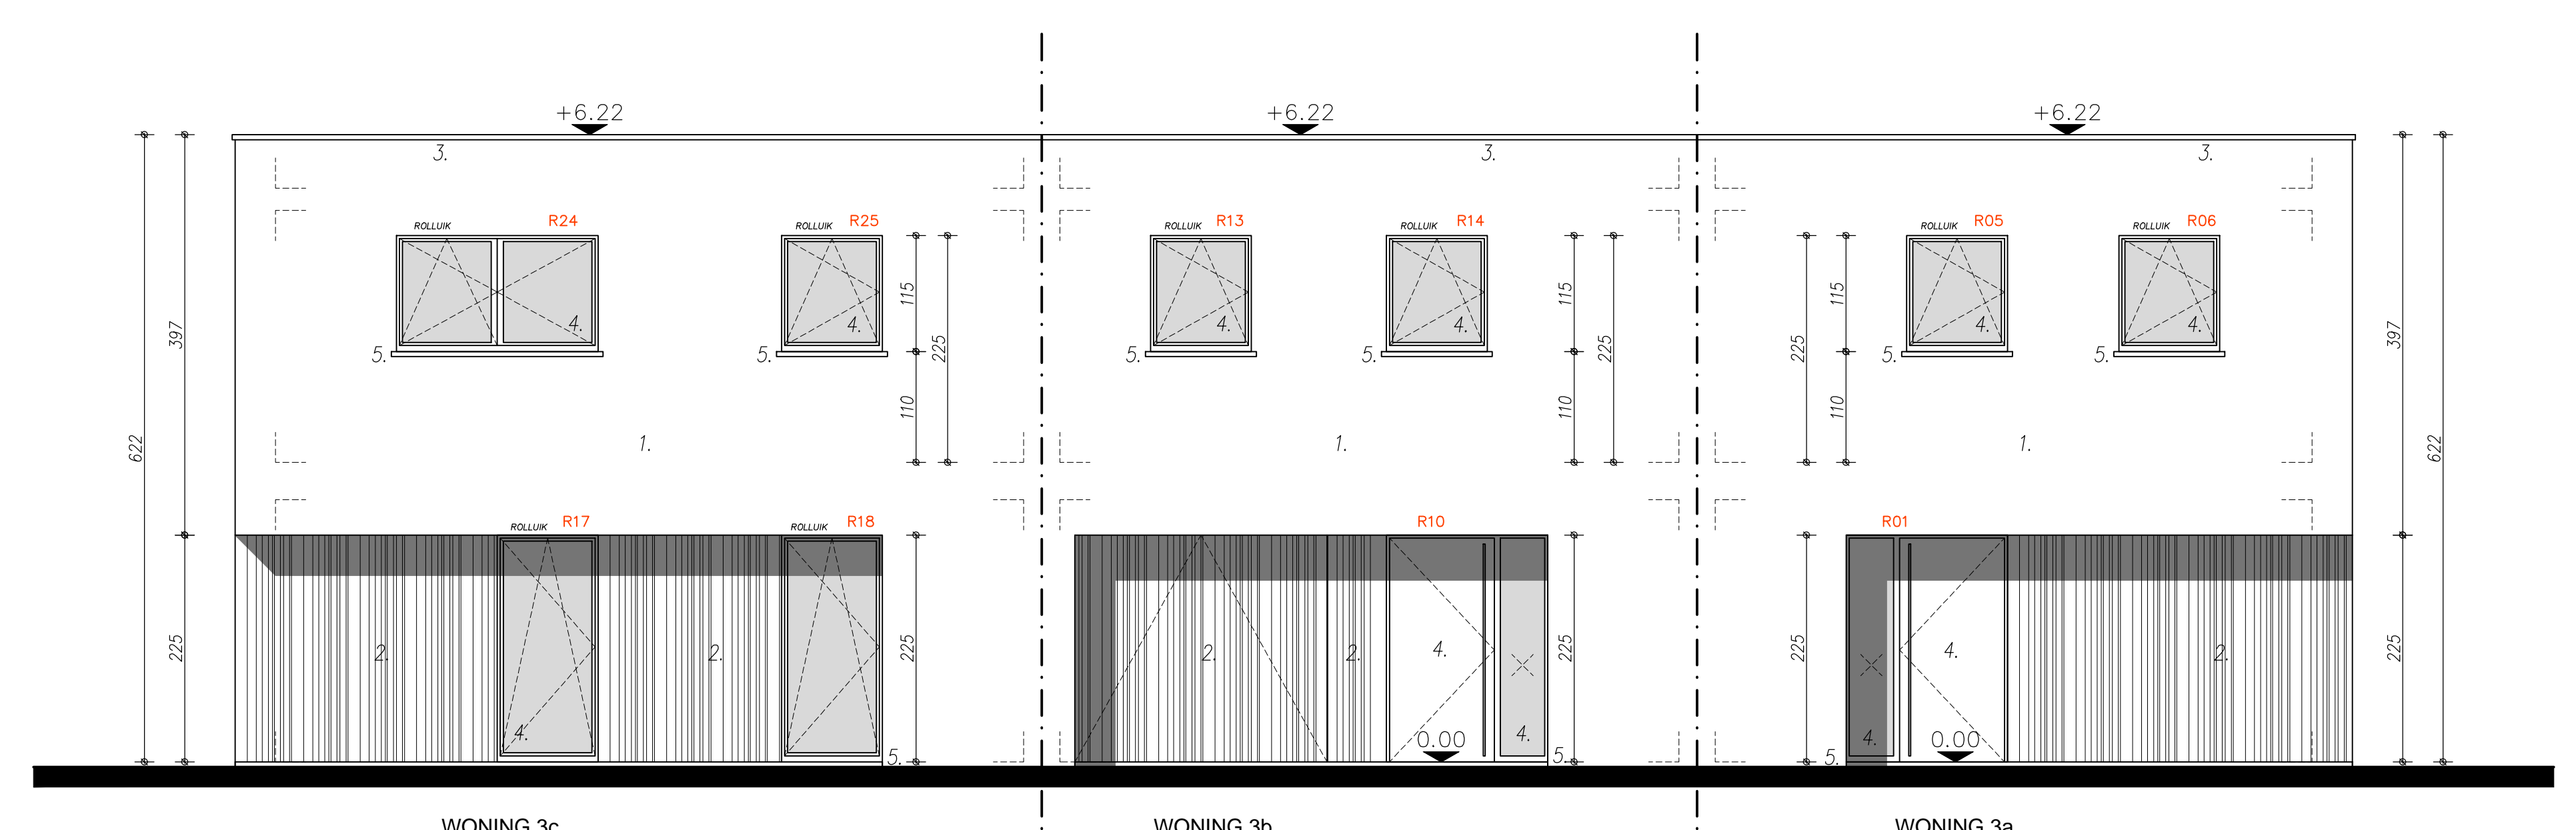 +6.22 +6.22 +6.22
3. 3. 3.
ROLLUIK R24 ROLLUIK R25 ROLLUIK R13 ROLLUIK R14 ROLLUIK R05 ROLLUIK R06
115 115 115
4. 4. 4. 4. 4. 4.
397 225 225 225 397
5. 5. 5. 5. 5. 5.
110 110 110
622 1. 1. 1. 622
ROLLUIK R17 ROLLUIK R18 R10 R01
225 2. 2. 225 2. 2. 4. 225 225 4. 2. 225
4. 0.00 4. 4. 0.00
5. 5. 5.
WONING 3c WONING 3b WONING 3a